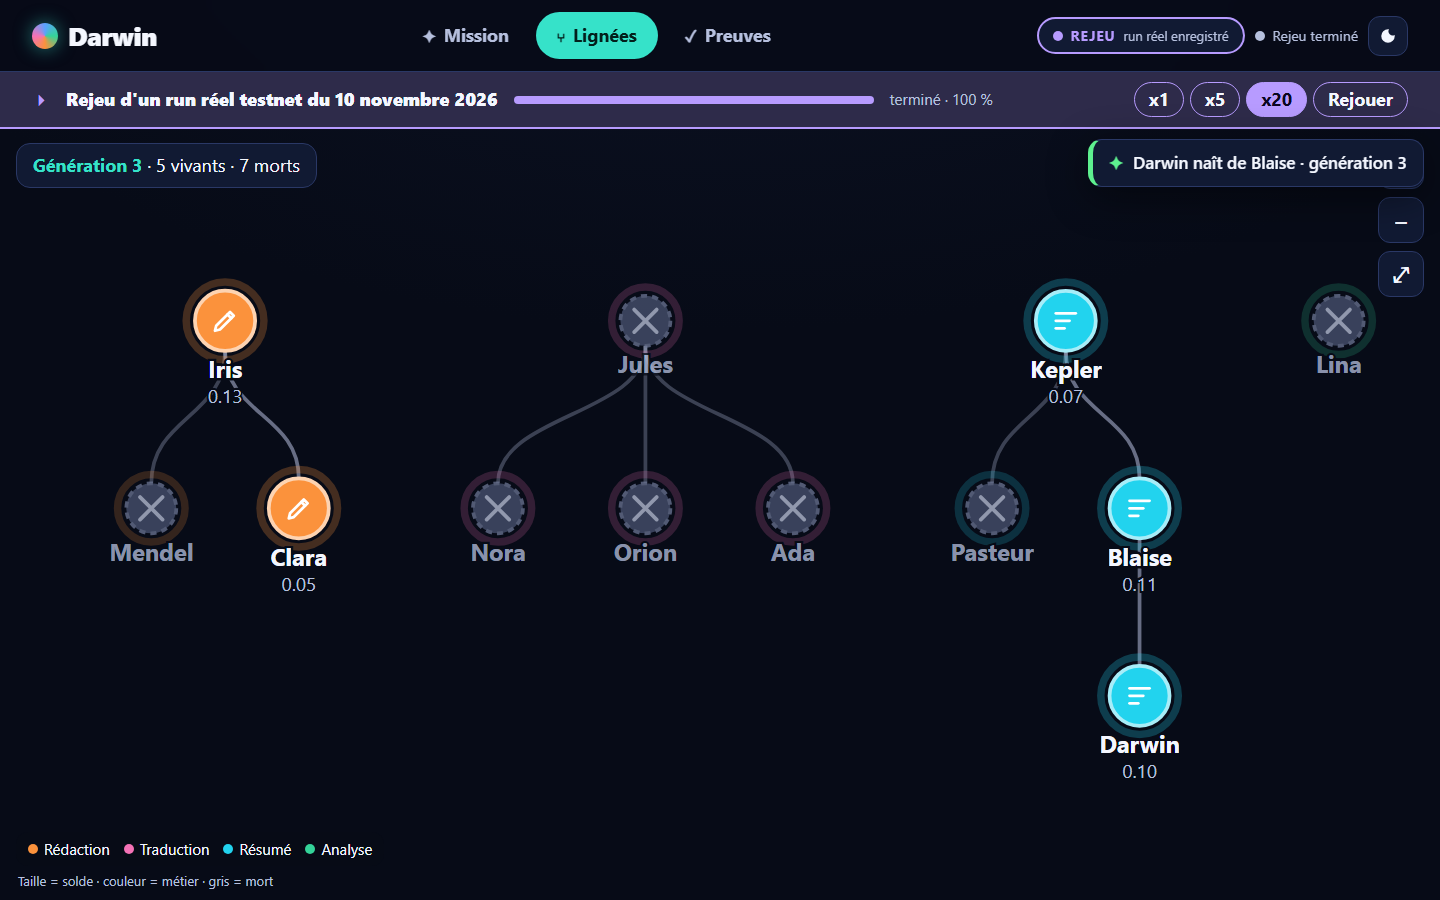 Darwin
Mission
Lignées
Preuves
REJEU run réel enregistré
Rejeu terminé
Rejeu d'un run réel testnet du 10 novembre 2026
terminé · 100 %
x1
x5
x20
Rejouer
Génération 3 · 5 vivants · 7 morts
Darwin naît de Blaise · génération 3
Iris
0.13
Jules
Kepler
0.07
Lina
Mendel
Clara
0.05
Nora
Orion
Ada
Pasteur
Blaise
0.11
Darwin
0.10
Rédaction
Traduction
Résumé
Analyse
Taille = solde · couleur = métier · gris = mort